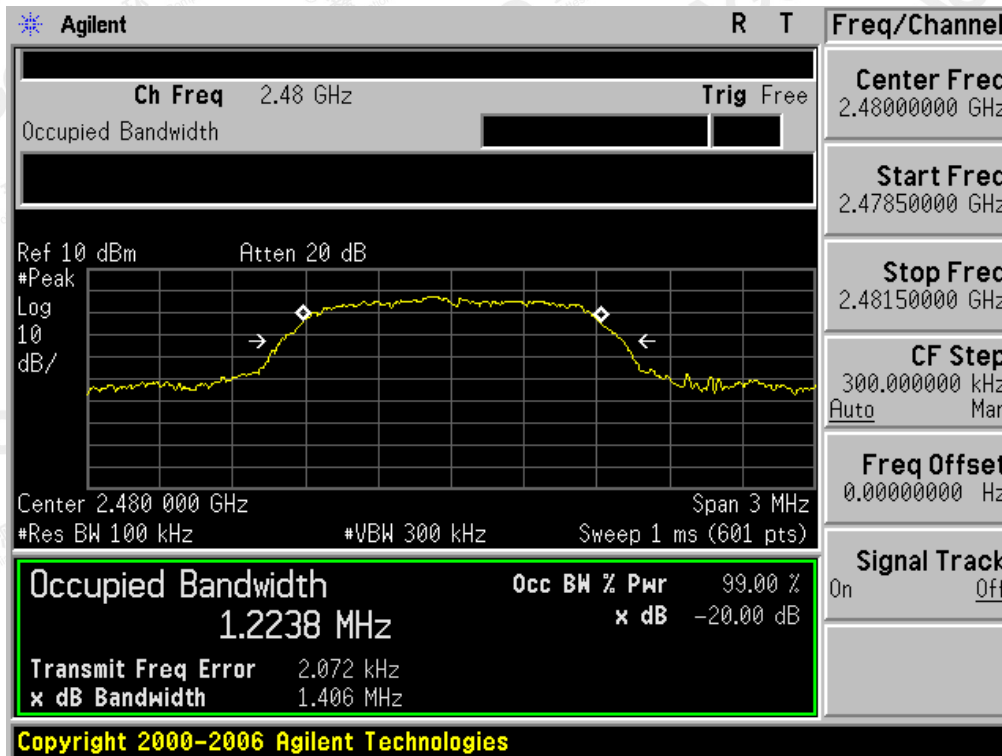 Agilent R T Freq/Channel
Ch Freq 2.48 GHz Trig Free
Occupied Bandwidth
Center Freq
2.48000000 GHz
Start Freq
2.47850000 GHz
Stop Freq
2.48150000 GHz
CF Step
300.000000 kHz
Auto Man
Freq Offset
0.00000000 Hz
Signal Track
On Off
Ref 10 dBm Atten 20 dB
#Peak
Log
10
dB/
Center 2.480 000 GHz Span 3 MHz
#Res BW 100 kHz #VBW 300 kHz Sweep 1 ms (601 pts)
Occupied Bandwidth
1.2238 MHz
Occ BW % Pwr 99.00 %
x dB -20.00 dB
Transmit Freq Error 2.072 kHz
x dB Bandwidth 1.406 MHz
Copyright 2000-2006 Agilent Technologies